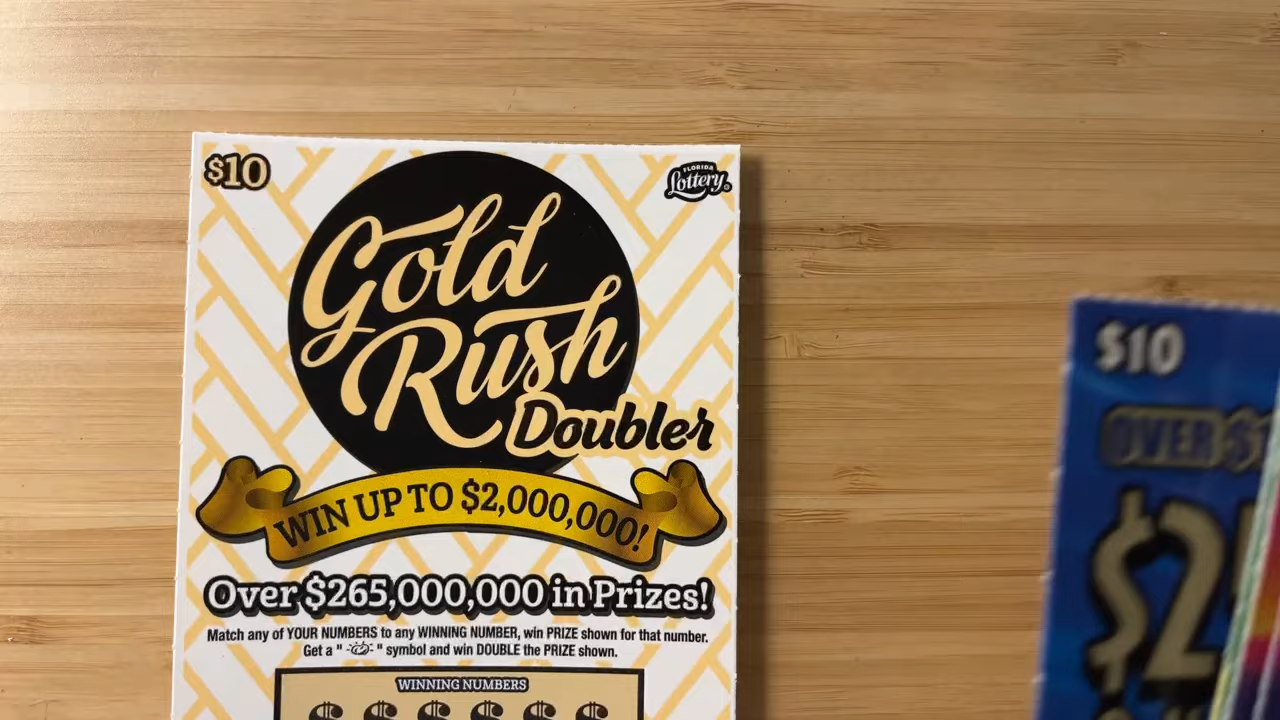 $10
FLORIDA
Lottery
Gold
Rush
Doubler
WIN UP TO $2,000,000!
Over $265,000,000 in Prizes!
Match any of YOUR NUMBERS to any WINNING NUMBER, win PRIZE shown for that number.
Get a " " symbol and win DOUBLE the PRIZE shown.
WINNING NUMBERS
$10
OVER $
$2